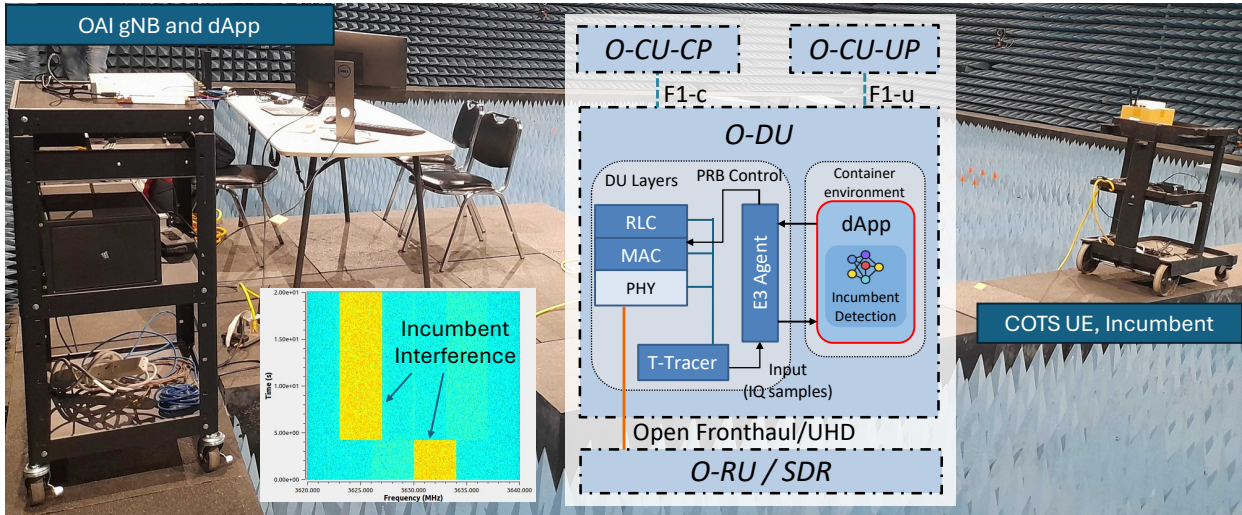 OAI gNB and dApp
O-CU-CP
O-CU-UP
F1-c
F1-u
O-DU
DU Layers
PRB Control
Container
environment
RLC
MAC
PHY
E3 Agent
dApp
Incumbent
Detection
T-Tracer
Input
(IQ samples)
Open Fronthaul/UHD
O-RU / SDR
COTS UE, Incumbent
Incumbent
Interference
2.00e+01
1.50e+01
1.00e+01
5.00e+00
0.00e+00
Time (s)
3620.000
3625.000
3630.000
3635.000
3640.000
Frequency (MHz)